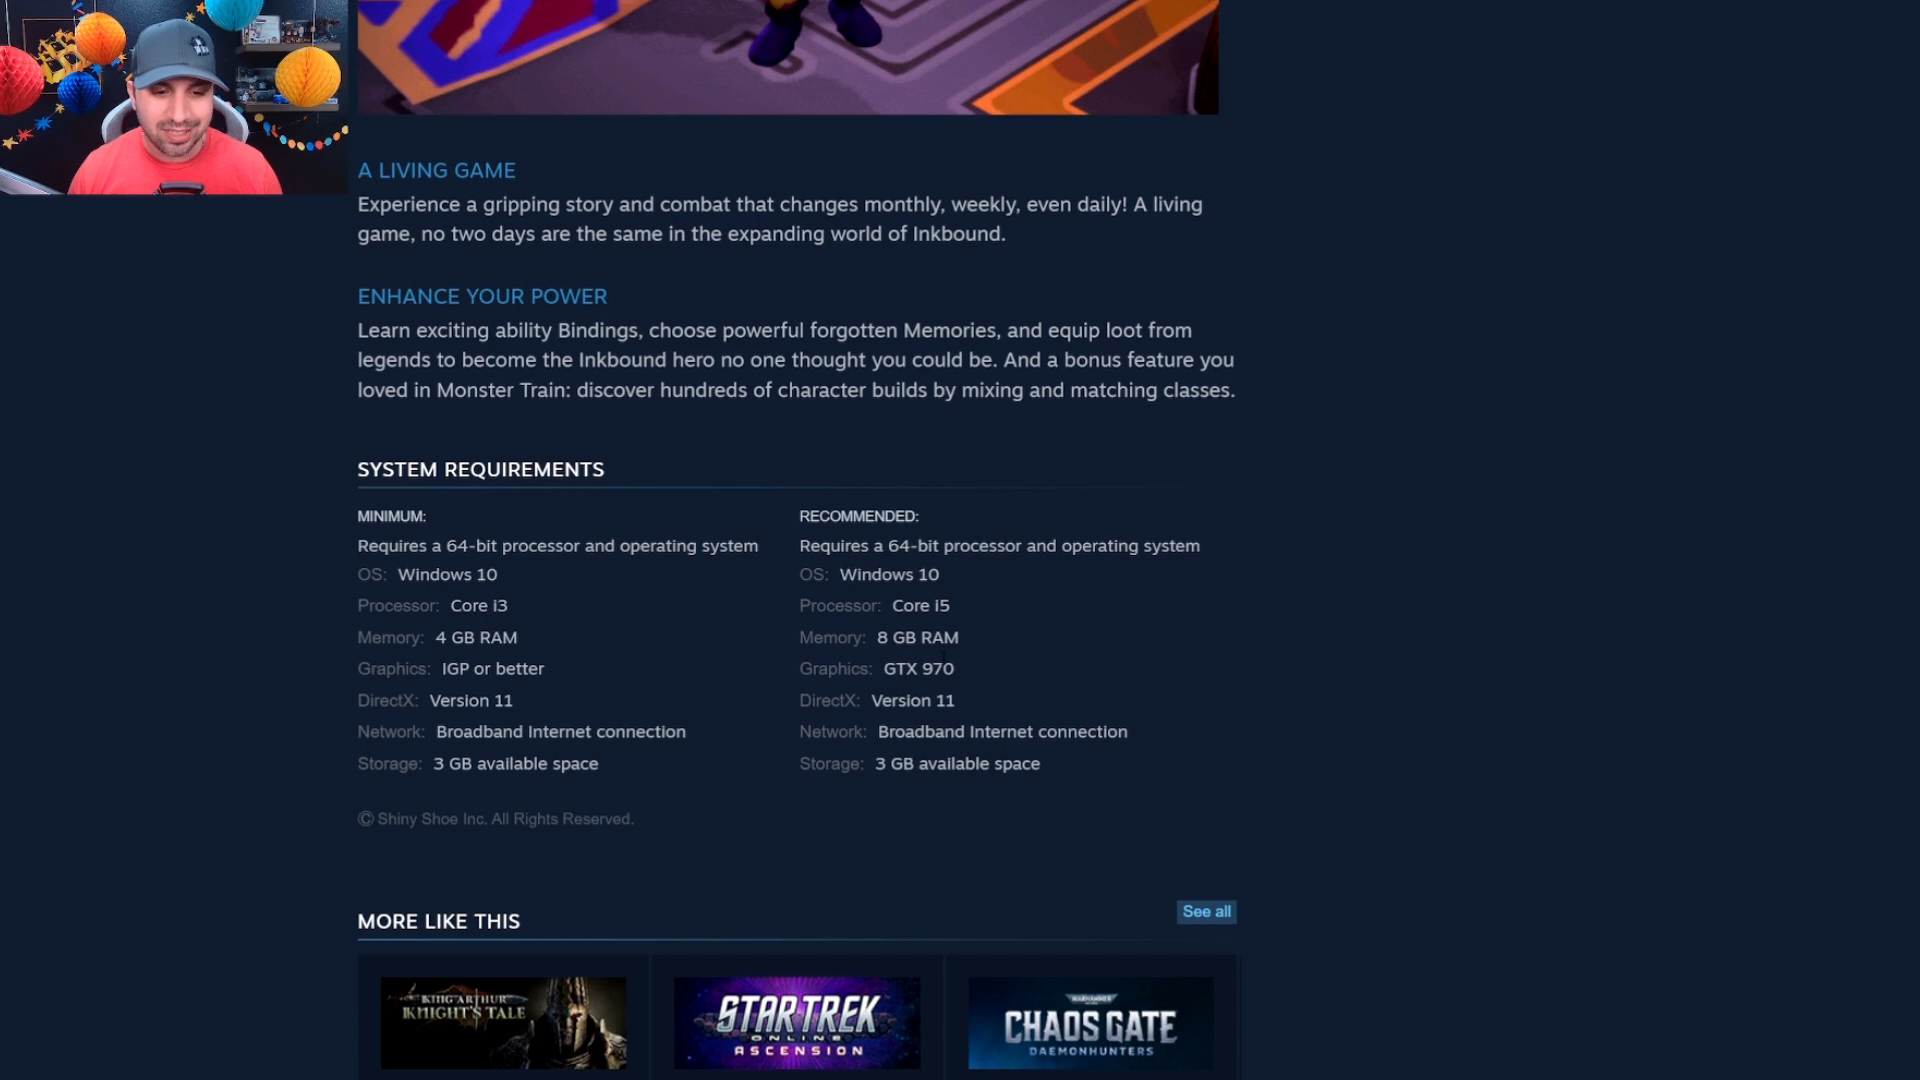 A LIVING GAME
Experience a gripping story and combat that changes monthly, weekly, even daily! A living
game, no two days are the same in the expanding world of Inkbound.
ENHANCE YOUR POWER
Learn exciting ability Bindings, choose powerful forgotten Memories, and equip loot from
legends to become the Inkbound hero no one thought you could be. And a bonus feature you
loved in Monster Train: discover hundreds of character builds by mixing and matching classes.
SYSTEM REQUIREMENTS
MINIMUM:
Requires a 64-bit processor and operating system
OS: Windows 10
Processor: Core i3
Memory: 4 GB RAM
Graphics: IGP or better
DirectX: Version 11
Network: Broadband Internet connection
Storage: 3 GB available space
RECOMMENDED:
Requires a 64-bit processor and operating system
OS: Windows 10
Processor: Core i5
Memory: 8 GB RAM
Graphics: GTX 970
DirectX: Version 11
Network: Broadband Internet connection
Storage: 3 GB available space
© Shiny Shoe Inc. All Rights Reserved.
MORE LIKE THIS
See all
KING ARTHUR
KNIGHT'S TALE
STAR TREK
ONLINE
ASCENSION
WARHAMMER
CHAOS GATE
DAEMONHUNTERS